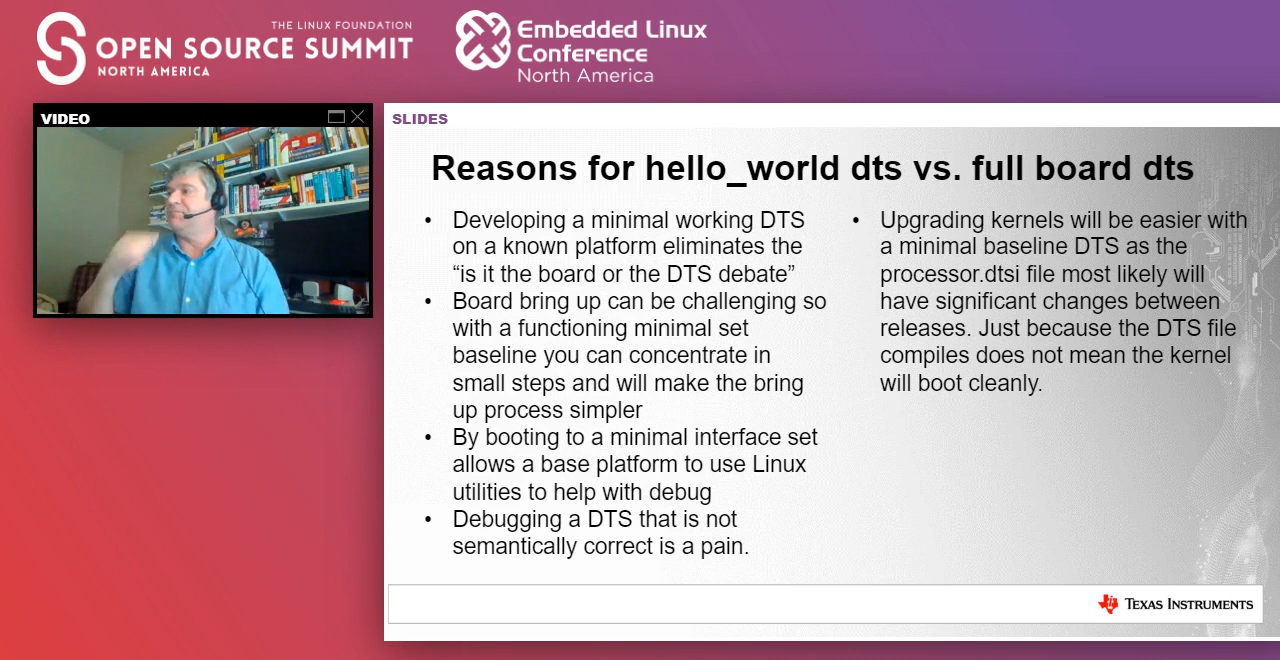 THE LINUX FOUNDATION
OPEN SOURCE SUMMIT
NORTH AMERICA
Embedded Linux
Conference
North America
VIDEO
SLIDES
Reasons for hello_world dts vs. full board dts
• Developing a minimal working DTS
on a known platform eliminates the
“is it the board or the DTS debate”
• Board bring up can be challenging so
with a functioning minimal set
baseline you can concentrate in
small steps and will make the bring
up process simpler
• By booting to a minimal interface set
allows a base platform to use Linux
utilities to help with debug
• Debugging a DTS that is not
semantically correct is a pain.
• Upgrading kernels will be easier with
a minimal baseline DTS as the
processor.dtsi file most likely will
have significant changes between
releases. Just because the DTS file
compiles does not mean the kernel
will boot cleanly.
TEXAS INSTRUMENTS